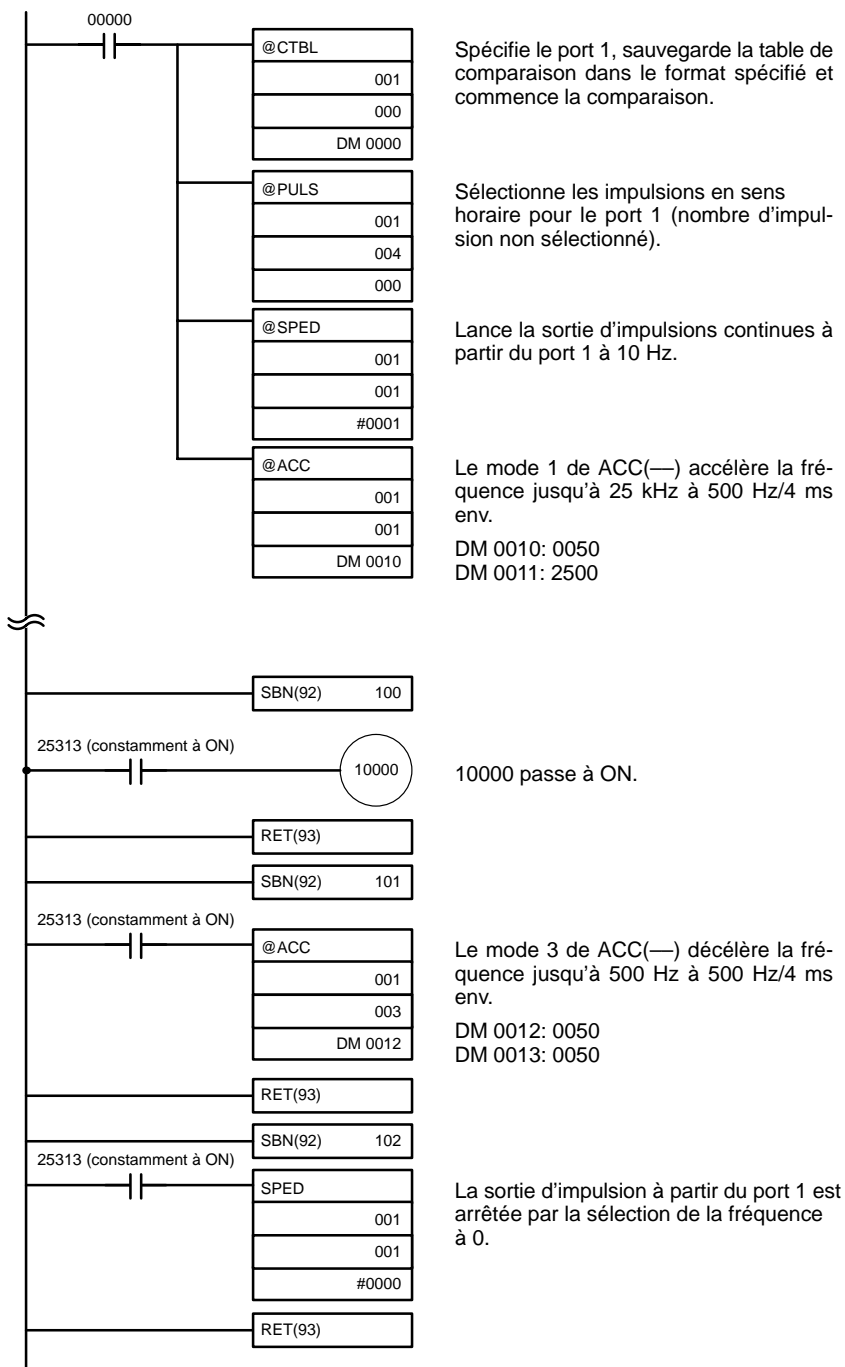 00000
@CTBL
001
000
DM 0000
Spécifie le port 1, sauvegarde la table de
comparaison dans le format spécifié et
commence la comparaison.
@PULS
001
004
000
Sélectionne les impulsions en sens
horaire pour le port 1 (nombre d'impul-
sion non sélectionné).
@SPED
001
001
#0001
Lance la sortie d'impulsions continues à
partir du port 1 à 10 Hz.
@ACC
001
001
DM 0010
Le mode 1 de ACC(––) accélère la fré-
quence jusqu'à 25 kHz à 500 Hz/4 ms
env.
DM 0010: 0050
DM 0011: 2500
SBN(92) 100
25313 (constamment à ON)
10000
10000 passe à ON.
RET(93)
SBN(92) 101
25313 (constamment à ON)
@ACC
001
003
DM 0012
Le mode 3 de ACC(––) décélère la fré-
quence jusqu'à 500 Hz à 500 Hz/4 ms
env.
DM 0012: 0050
DM 0013: 0050
RET(93)
SBN(92) 102
25313 (constamment à ON)
SPED
001
001
#0000
La sortie d'impulsion à partir du port 1 est
arrêtée par la sélection de la fréquence
à 0.
RET(93)